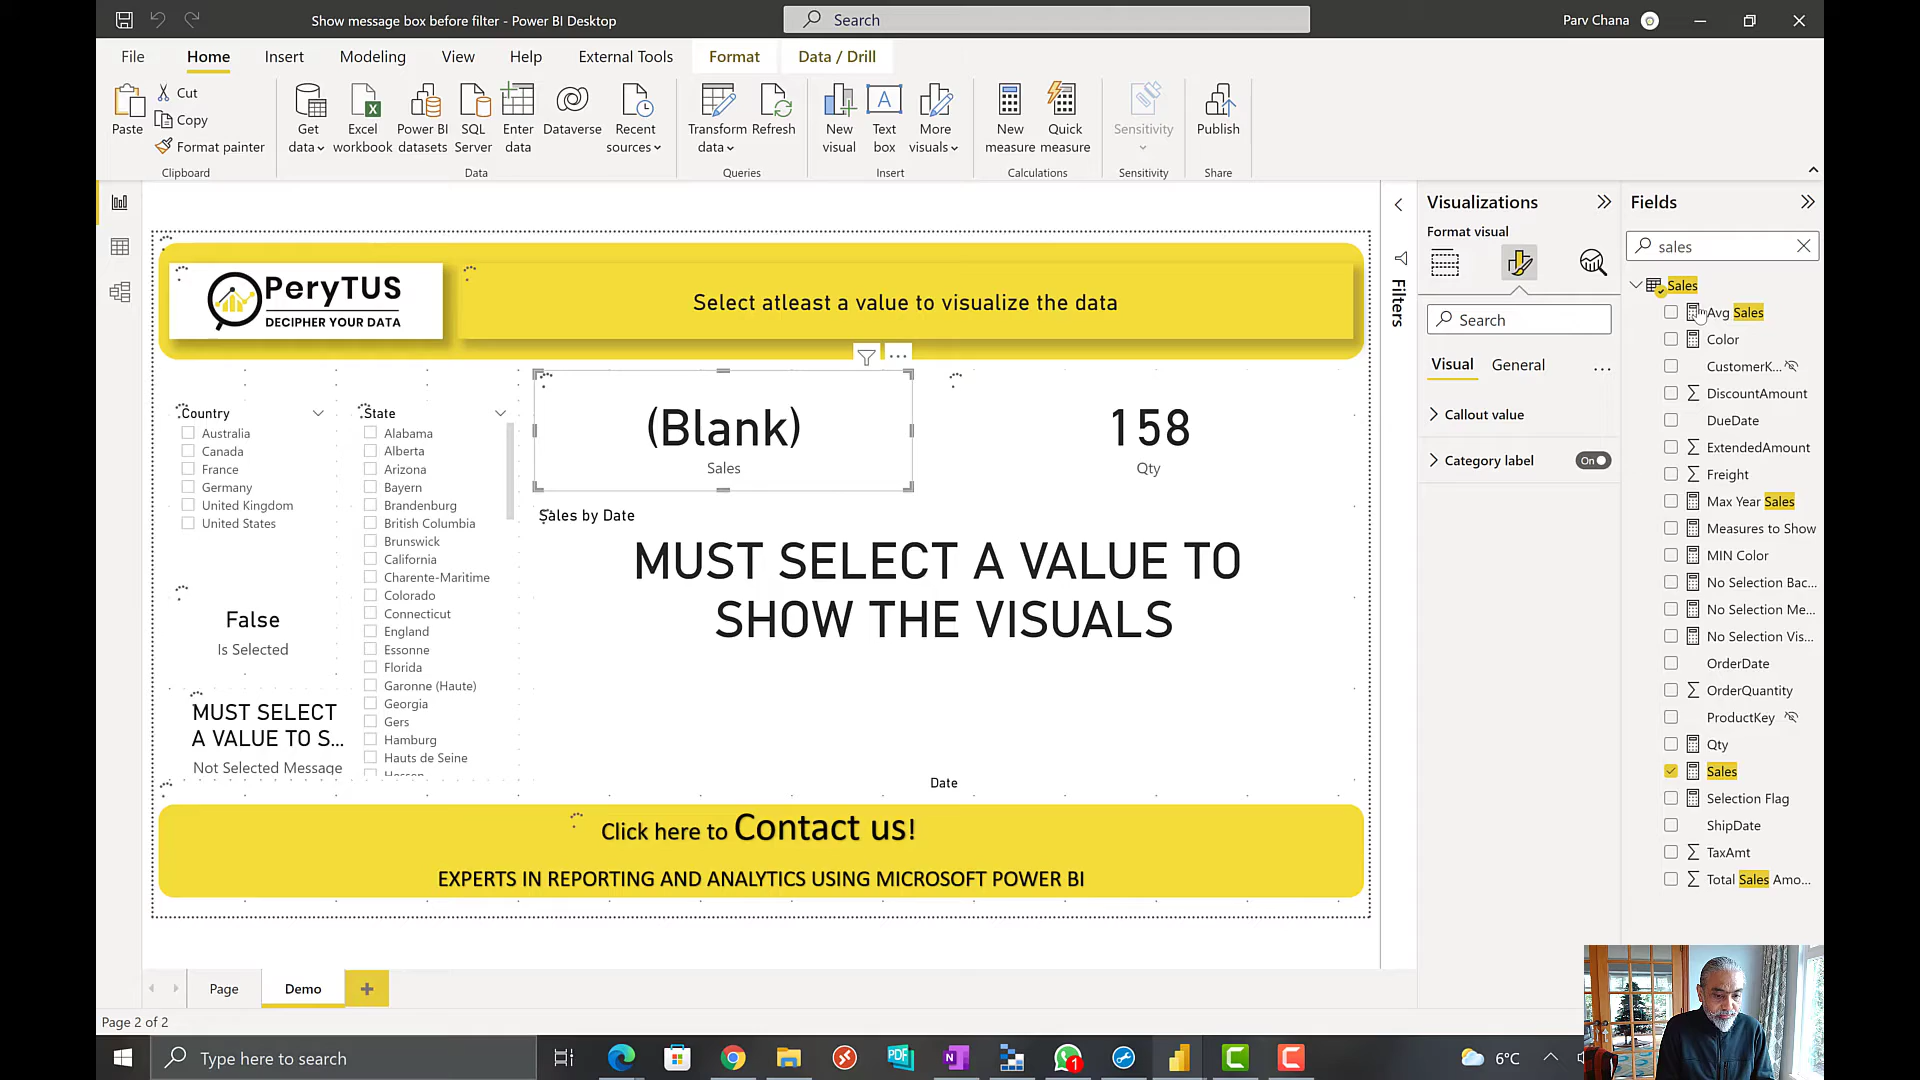 Show message box before filter - Power BI Desktop
Search
Parv Chana
File
Home
Insert
Modeling
View
Help
External Tools
Format
Data / Drill
Paste
Cut
Copy
Format painter
Clipboard
Get data
Excel workbook
Power BI datasets
SQL Server
Enter data
Dataverse
Recent sources
Data
Transform data
Refresh
Queries
New visual
Text box
More visuals
Insert
New measure
Quick measure
Calculations
Sensitivity
Sensitivity
Publish
Share
PeryTUS
DECIPHER YOUR DATA
Select atleast a value to visualize the data
Country
Australia
Canada
France
Germany
United Kingdom
United States
State
Alabama
Alberta
Arizona
Bayern
Brandenburg
British Columbia
Brunswick
California
Charente-Maritime
Colorado
Connecticut
England
Essonne
Florida
Garonne (Haute)
Georgia
Gers
Hamburg
Hauts de Seine
False
Is Selected
MUST SELECT
A VALUE TO S...
Not Selected Message
(Blank)
Sales
158
Qty
Sales by Date
MUST SELECT A VALUE TO
SHOW THE VISUALS
Date
Click here to Contact us!
EXPERTS IN REPORTING AND ANALYTICS USING MICROSOFT POWER BI
Filters
Visualizations
Format visual
Search
Visual
General
...
Callout value
Category label
On
Fields
sales
Sales
Avg Sales
Color
CustomerK...
DiscountAmount
DueDate
ExtendedAmount
Freight
Max Year Sales
Measures to Show
MIN Color
No Selection Bac...
No Selection Me...
No Selection Vis...
OrderDate
OrderQuantity
ProductKey
Qty
Sales
Selection Flag
ShipDate
TaxAmt
Total Sales Amo...
Page
Demo
Page 2 of 2
Type here to search
PDF
1
6°C